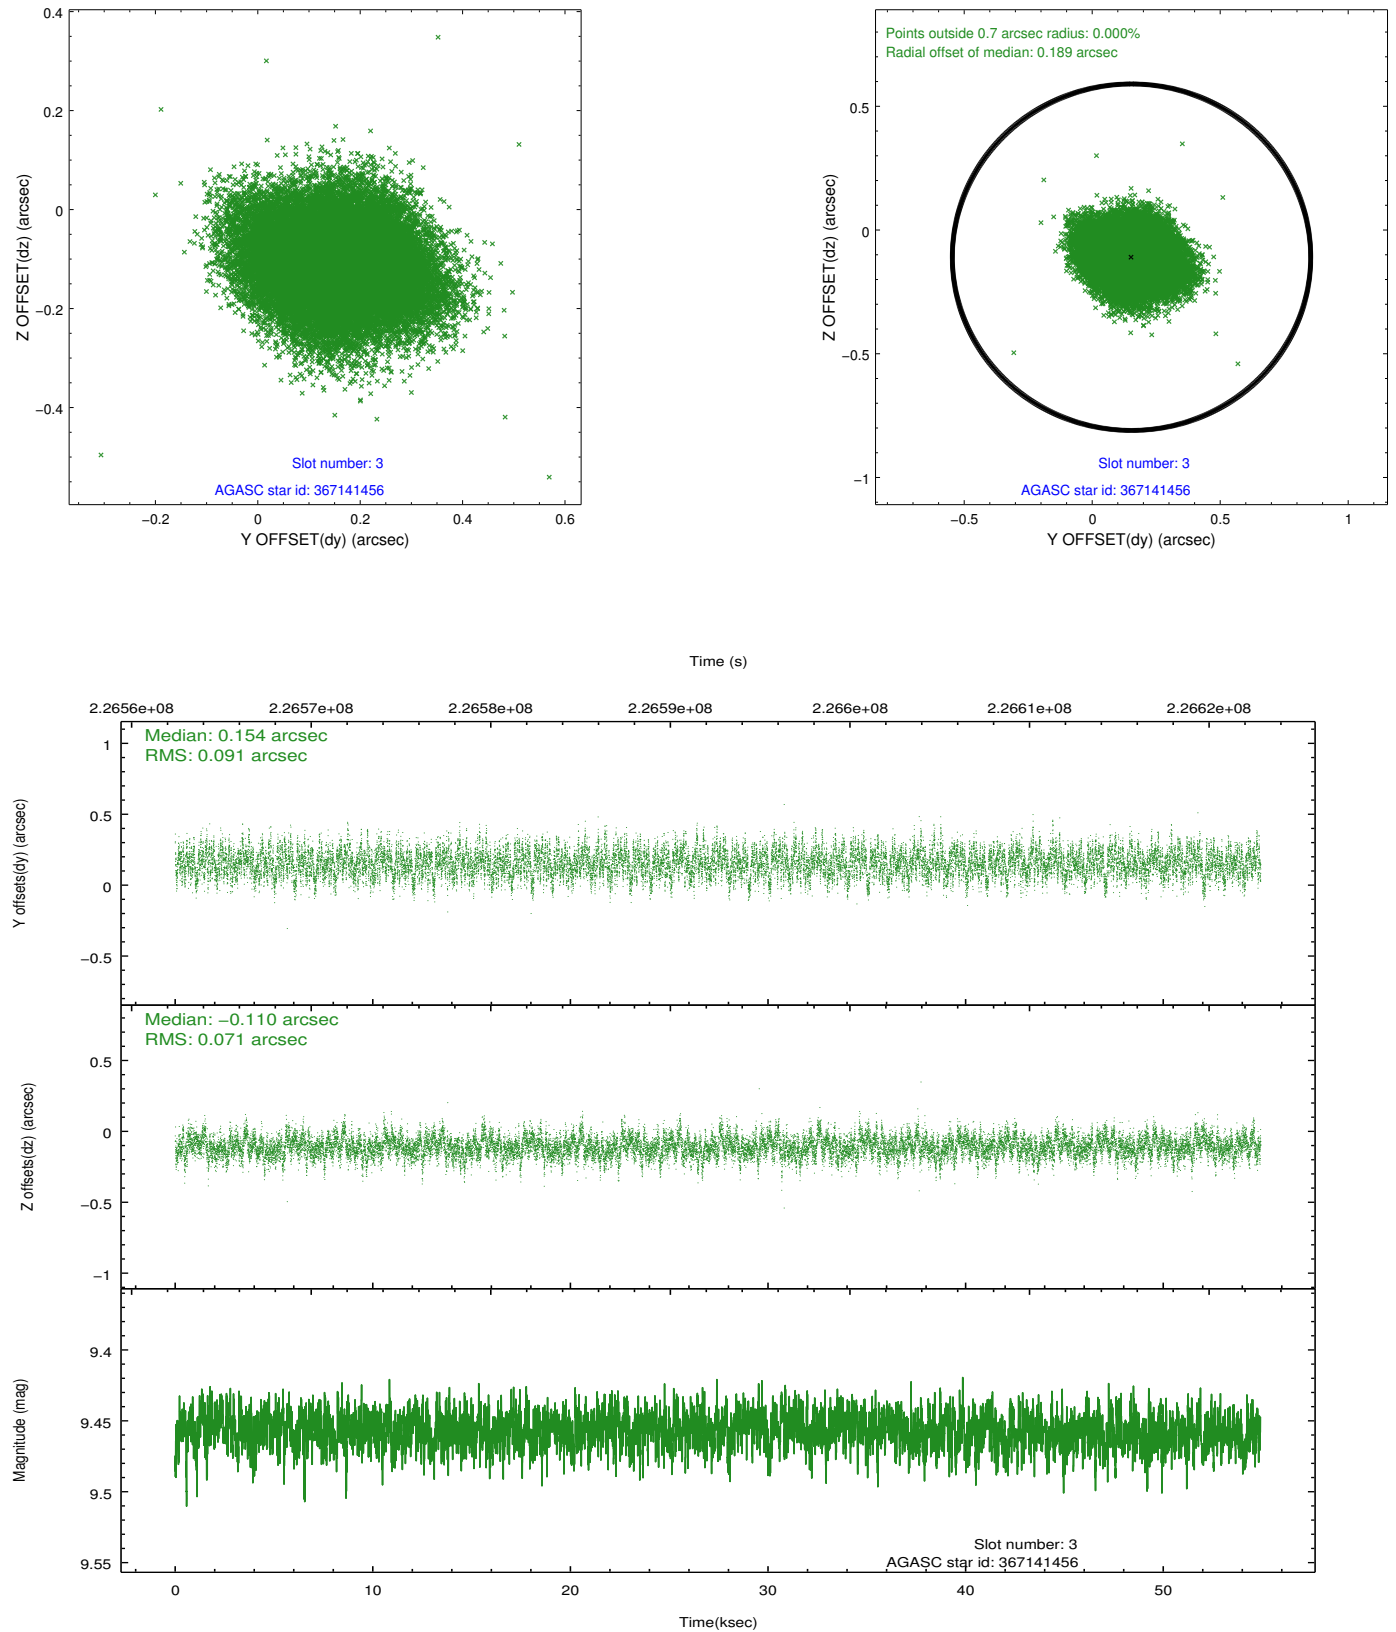 0.4
0.2
0
−0.2
−0.4
Z OFFSET(dz) (arcsec)
Slot number: 3
AGASC star id: 367141456
−0.2
0
0.2
0.4
0.6
Y OFFSET(dy) (arcsec)
Points outside 0.7 arcsec radius: 0.000%
Radial offset of median: 0.189 arcsec
0.5
0
−0.5
−1
Z OFFSET(dz) (arcsec)
Slot number: 3
AGASC star id: 367141456
−0.5
0
0.5
1
Y OFFSET(dy) (arcsec)
Time (s)
2.2656e+08
2.2657e+08
2.2658e+08
2.2659e+08
2.266e+08
2.2661e+08
2.2662e+08
Median: 0.154 arcsec
RMS: 0.091 arcsec
1
0.5
0
−0.5
Y offsets(dy) (arcsec)
Median: −0.110 arcsec
RMS: 0.071 arcsec
0.5
0
−0.5
−1
Z offsets(dz) (arcsec)
9.4
9.45
9.5
9.55
Magnitude (mag)
Slot number: 3
AGASC star id: 367141456
0
10
20
30
40
50
Time(ksec)